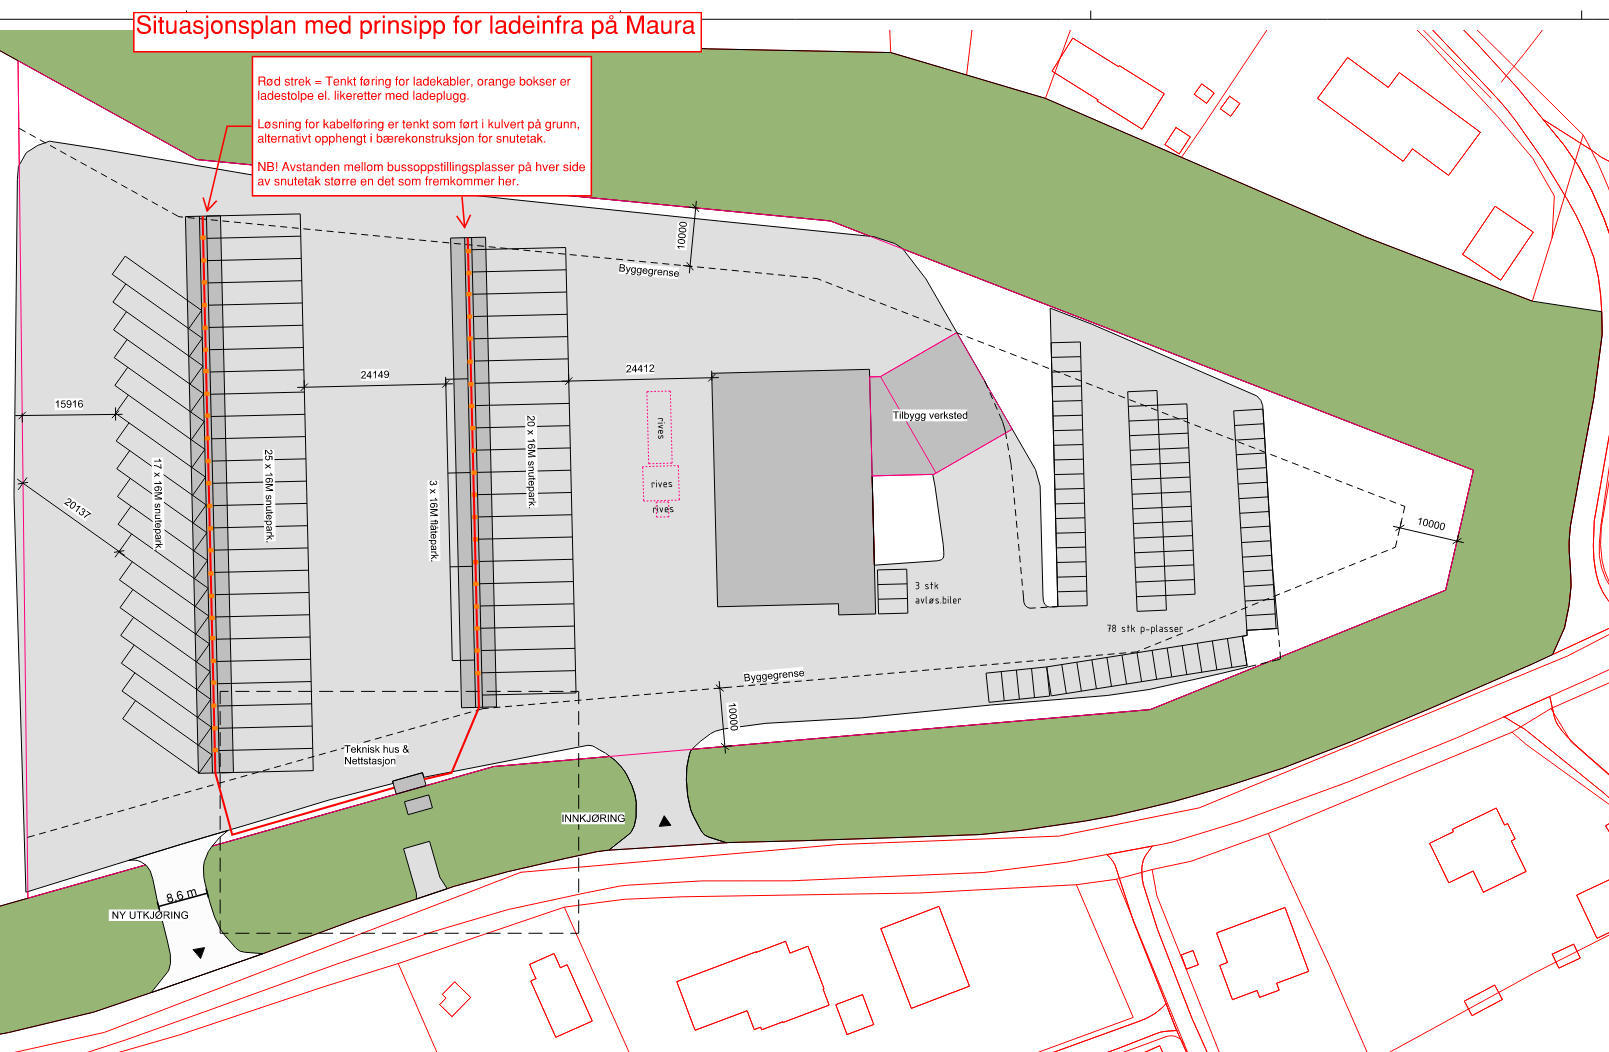 Situasjonsplan med prinsipp for ladeinfra på Maura
Rød strek = Tenkt føring for ladekabler, orange bokser er
ladestolpe el. likeretter med ladeplugg.
Løsning for kabelføring er tenkt som ført i kulvert på grunn,
alternativt opphengt i bærekonstruksjon for snutetak.
NB! Avstanden mellom bussoppstillingsplasser på hver side
av snutetak større en det som fremkommer her.
10000
Byggegrense
24149
24412
15916
20137
17 x 16M snutepark.
25 x 16M snutepark.
3 x 16M flåtepark.
20 x 16M snutepark.
rives
rives
rives
Tilbygg verksted
10000
3 stk
avløs.biler
78 stk p-plasser
Byggegrense
10000
Teknisk hus &
Nettstasjon
INNKJØRING
8,6 m
NY UTKJØRING